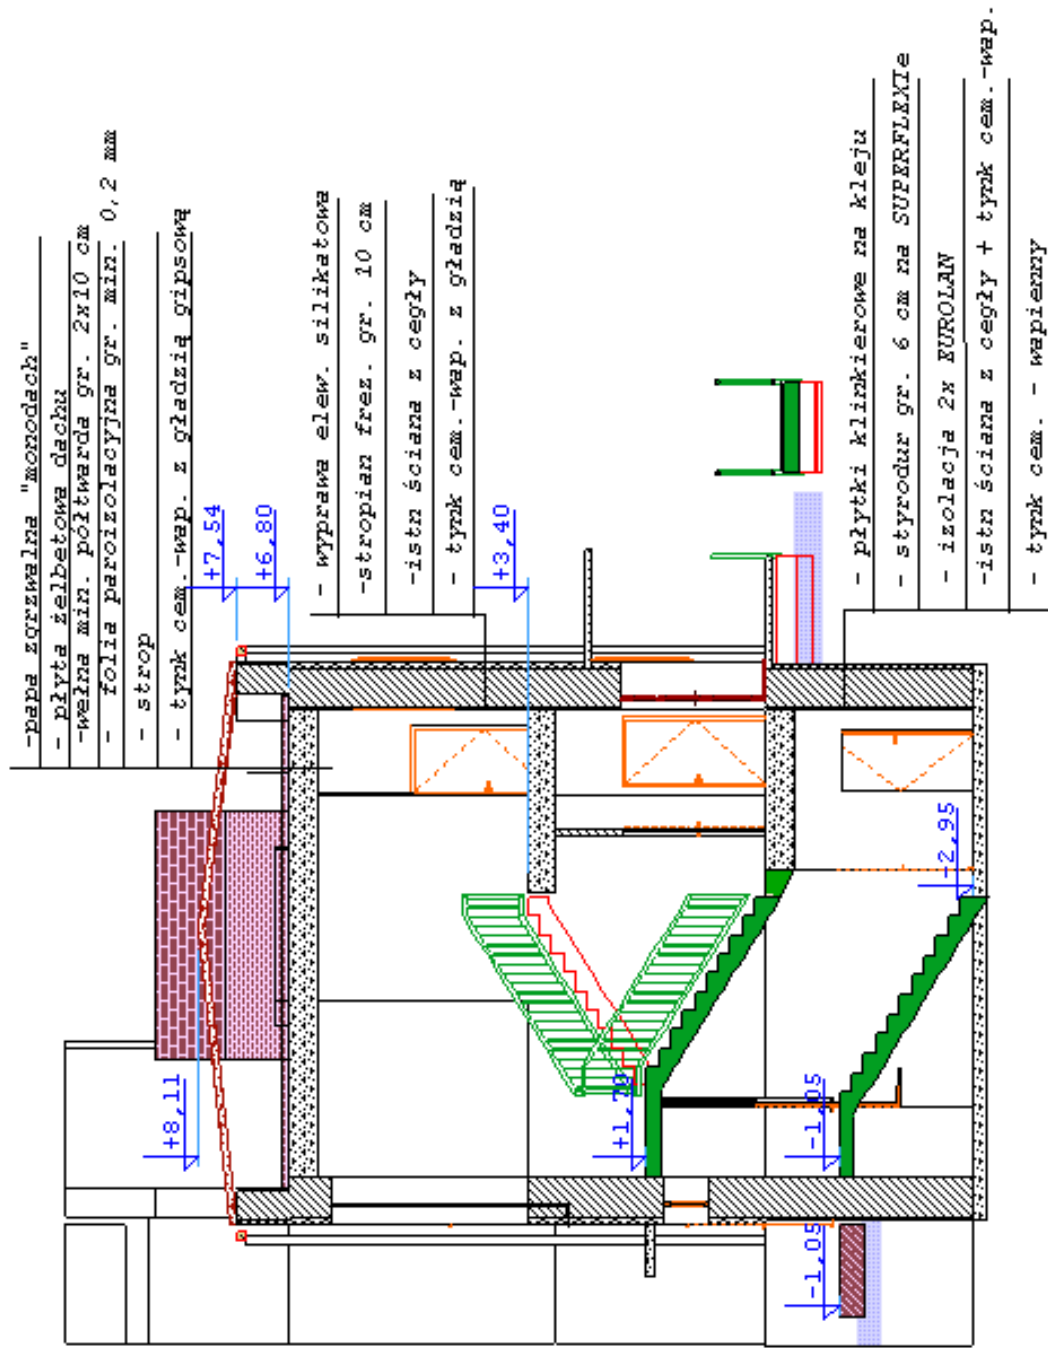 -papa zgrzwalna "monodach"
- płyta żelbetowa dachu
-wełna min. półtwarda gr. 2x10 cm
- folia paroizolacyjna gr. min. 0,2 mm
- strop
- tynk cem.-wap. z gładzią gipsową
+7,54
+6,80
- wyprawa elew. silikatowa
-stropian frez. gr. 10 cm
-istn ściana z cegły
- tynk cem.-wap. z gładzią
+3,40
- płytki klinkierowe na kleju
- styrodur gr. 6 cm na SUPERFLEXIe
- izolacja 2x EUROLAN
-istn ściana z cegły + tynk cem.-wap.
- tynk cem. - wapienny
-2,95
+8,11
+1,70
-1,05
-1,05